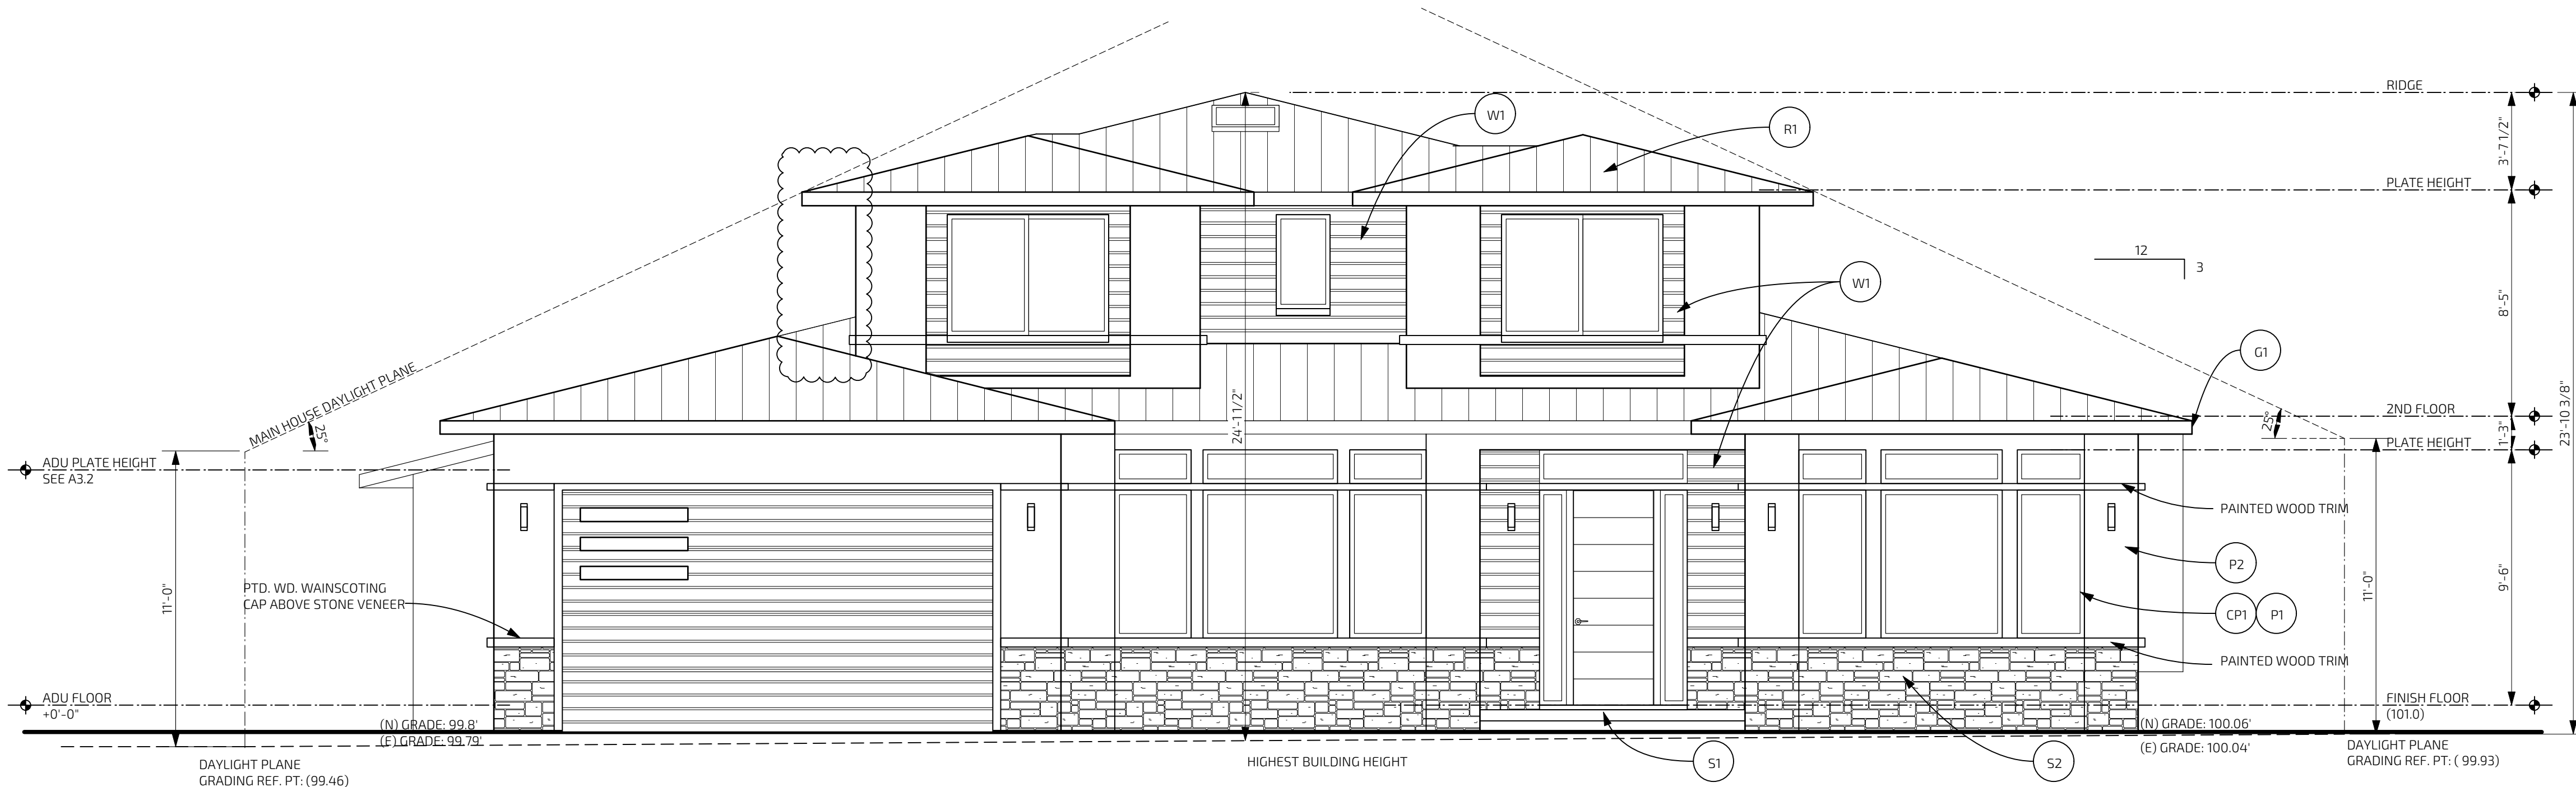 RIDGE
W1
R1
3'-7 1/2"
PLATE HEIGHT
12
3
W1
8'-5"
G1
MAIN HOUSE DAYLIGHT PLANE
25°
24'-1 1/2"
25°
2ND FLOOR
1'-3"
23'-10 3/8"
PLATE HEIGHT
ADU PLATE HEIGHT
SEE A3.2
PAINTED WOOD TRIM
P2
11'-0"
PTD. WD. WAINSCOTING
CAP ABOVE STONE VENEER
CP1
P1
11'-0"
9'-6"
PAINTED WOOD TRIM
ADU FLOOR
+0'-0"
(N) GRADE: 99.8'
(E) GRADE: 99.79'
FINISH FLOOR
(101.0)
(N) GRADE: 100.06'
(E) GRADE: 100.04'
DAYLIGHT PLANE
GRADING REF. PT: (99.46)
HIGHEST BUILDING HEIGHT
S1
S2
DAYLIGHT PLANE
GRADING REF. PT: ( 99.93)